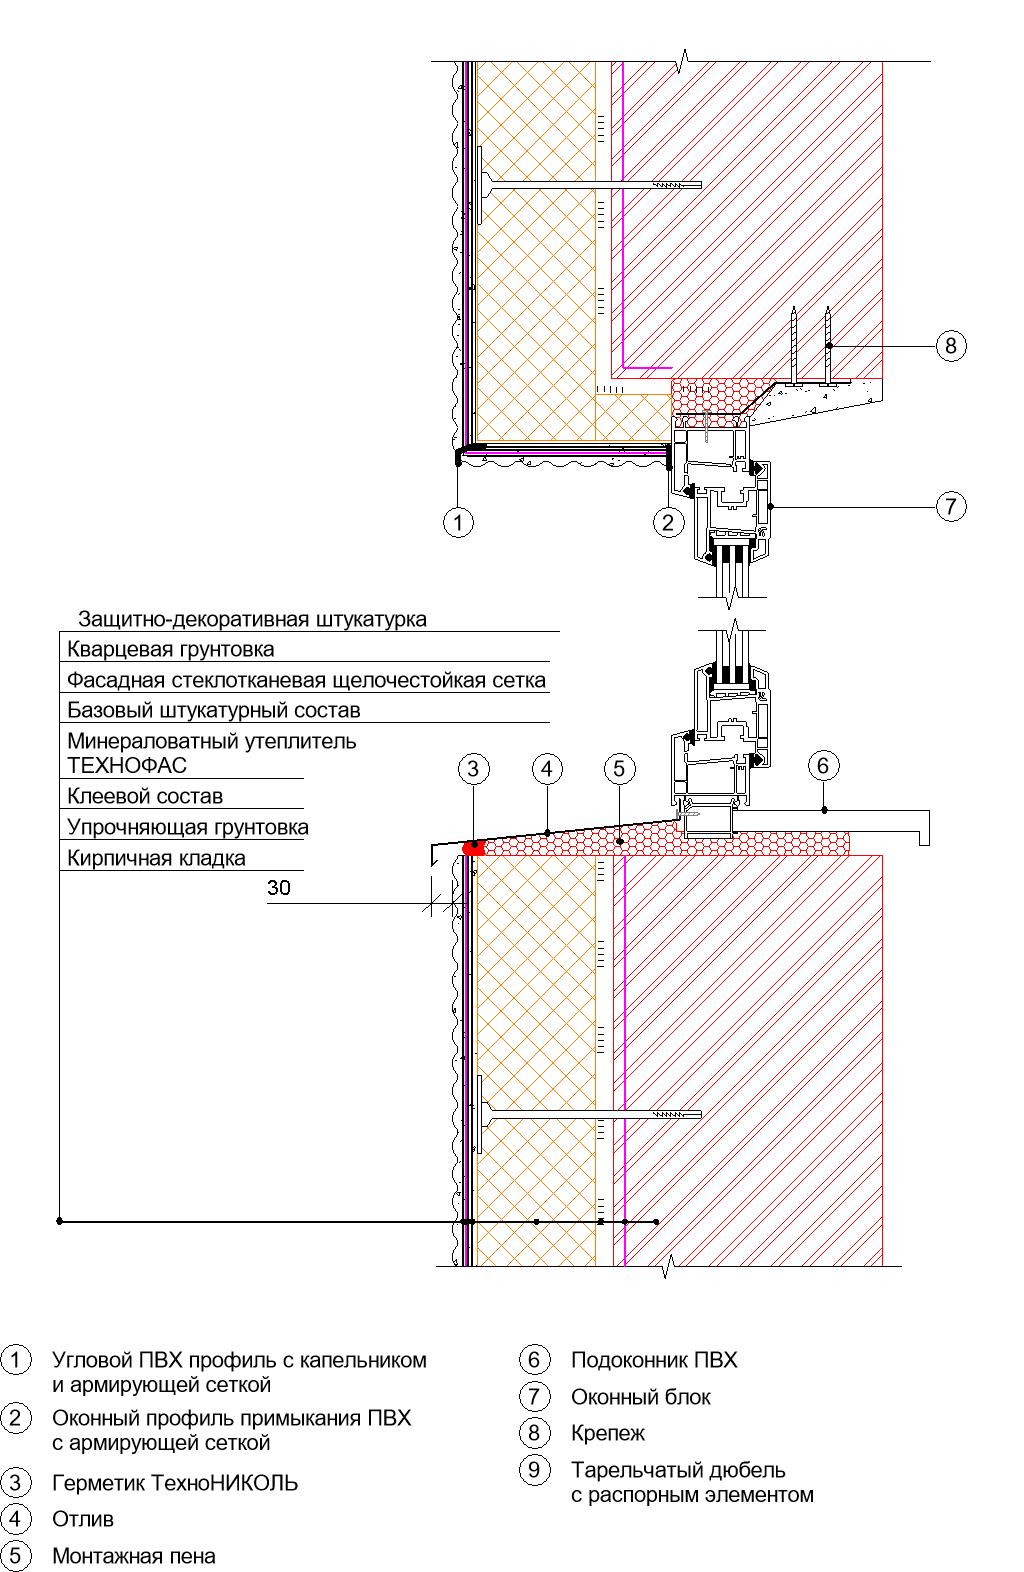 8
1
2
7
Защитно-декоративная штукатурка
Кварцевая грунтовка
Фасадная стеклотканевая щелочестойкая сетка
Базовый штукатурный состав
Минераловатный утеплитель
ТЕХНОФАС
Клеевой состав
Упрочняющая грунтовка
Кирпичная кладка
3
4
5
6
30
1 Угловой ПВХ профиль с капельником
и армирующей сеткой
2 Оконный профиль примыкания ПВХ
с армирующей сеткой
3 Герметик ТехноНИКОЛЬ
4 Отлив
5 Монтажная пена
6 Подоконник ПВХ
7 Оконный блок
8 Крепеж
9 Тарельчатый дюбель
с распорным элементом